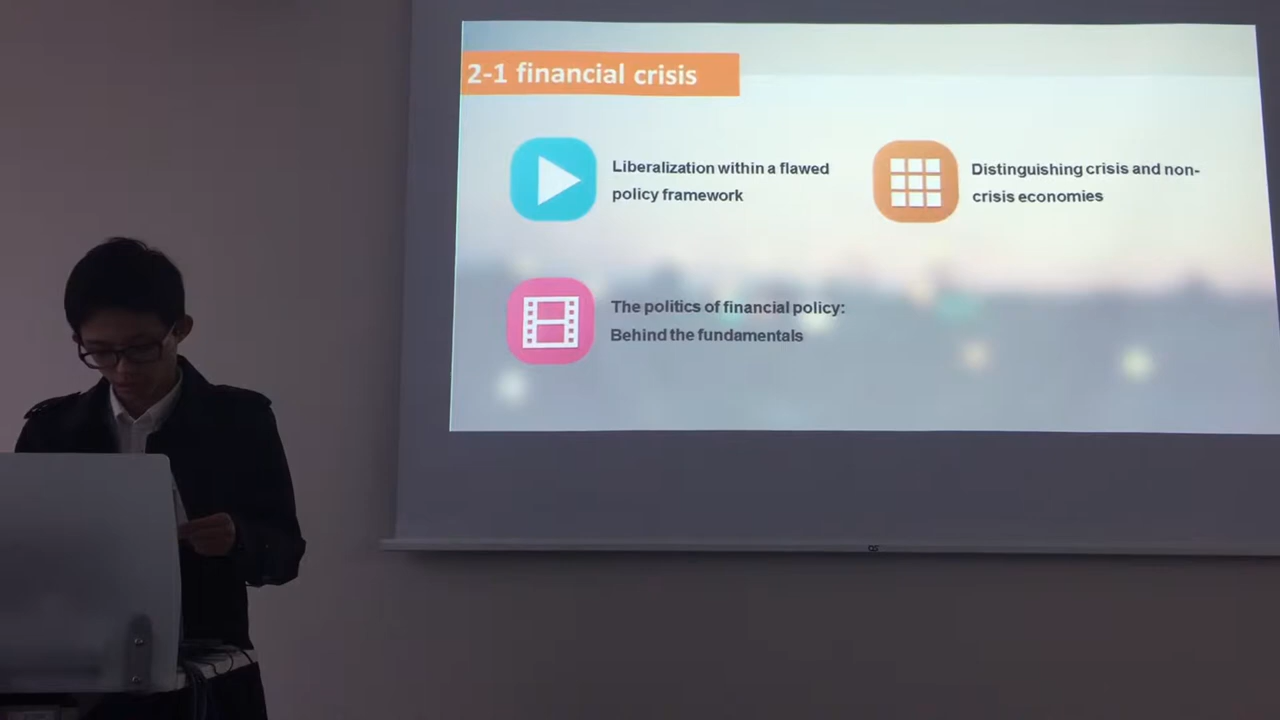 2-1 financial crisis
Liberalization within a flawed
policy framework
Distinguishing crisis and non-
crisis economies
The politics of financial policy:
Behind the fundamentals